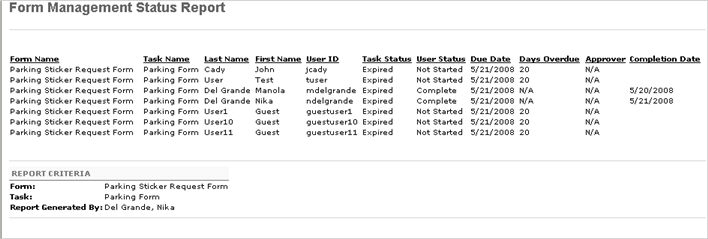 Form Management Status Report
Form Name Task Name Last Name First Name User ID Task Status User Status Due Date Days Overdue Approver Completion Date
Parking Sticker Request Form Parking Form Cady John jcady Expired Not Started 5/21/2008 20 N/A
Parking Sticker Request Form Parking Form User Test tuser Expired Not Started 5/21/2008 20 N/A
Parking Sticker Request Form Parking Form Del Grande Manola mdelgrande Expired Complete 5/21/2008 N/A N/A 5/20/2008
Parking Sticker Request Form Parking Form Del Grande Nika ndelgrande Expired Complete 5/21/2008 N/A N/A 5/21/2008
Parking Sticker Request Form Parking Form User1 Guest guestuser1 Expired Not Started 5/21/2008 20 N/A
Parking Sticker Request Form Parking Form User10 Guest guestuser10 Expired Not Started 5/21/2008 20 N/A
Parking Sticker Request Form Parking Form User11 Guest guestuser11 Expired Not Started 5/21/2008 20 N/A
REPORT CRITERIA
Form: Parking Sticker Request Form
Task: Parking Form
Report Generated By: Del Grande, Nika